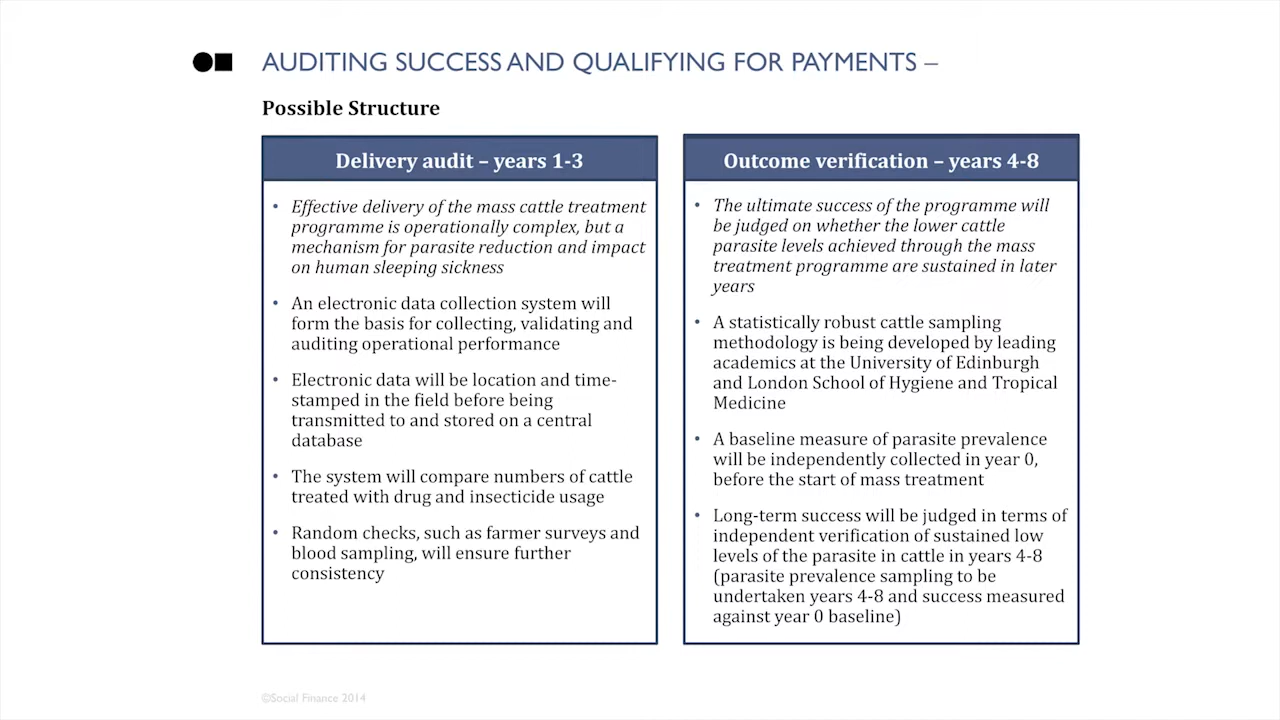 AUDITING SUCCESS AND QUALIFYING FOR PAYMENTS –
Possible Structure
Delivery audit – years 1-3
• Effective delivery of the mass cattle treatment
programme is operationally complex, but a
mechanism for parasite reduction and impact
on human sleeping sickness
• An electronic data collection system will
form the basis for collecting, validating and
auditing operational performance
• Electronic data will be location and time-
stamped in the field before being
transmitted to and stored on a central
database
• The system will compare numbers of cattle
treated with drug and insecticide usage
• Random checks, such as farmer surveys and
blood sampling, will ensure further
consistency
Outcome verification – years 4-8
• The ultimate success of the programme will
be judged on whether the lower cattle
parasite levels achieved through the mass
treatment programme are sustained in later
years
• A statistically robust cattle sampling
methodology is being developed by leading
academics at the University of Edinburgh
and London School of Hygiene and Tropical
Medicine
• A baseline measure of parasite prevalence
will be independently collected in year 0,
before the start of mass treatment
• Long-term success will be judged in terms of
independent verification of sustained low
levels of the parasite in cattle in years 4-8
(parasite prevalence sampling to be
undertaken years 4-8 and success measured
against year 0 baseline)
©Social Finance 2014